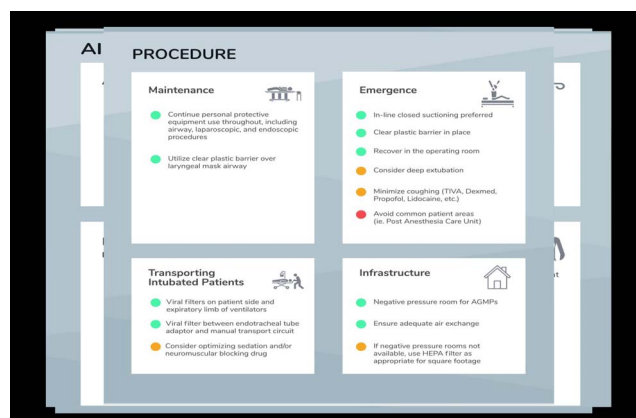 AI
PROCEDURE
Maintenance
Continue personal protective
equipment use throughout, including
airway, laparoscopic, and endoscopic
procedures
Utilize clear plastic barrier over
laryngeal mask airway
Emergence
In-line closed suctioning preferred
Clear plastic barrier in place
Recover in the operating room
Consider deep extubation
Minimize coughing (TIVA, Dexmed,
Propofol, Lidocaine, etc.)
Avoid common patient areas
(ie. Post Anesthesia Care Unit)
Transporting
Intubated Patients
Viral filters on patient side and
expiratory limb of ventilators
Viral filter between endotracheal tube
adaptor and manual transport circuit
Consider optimizing sedation and/or
neuromuscular blocking drug
Infrastructure
Negative pressure room for AGMPs
Ensure adequate air exchange
If negative pressure rooms not
available, use HEPA filter as
appropriate for square footage